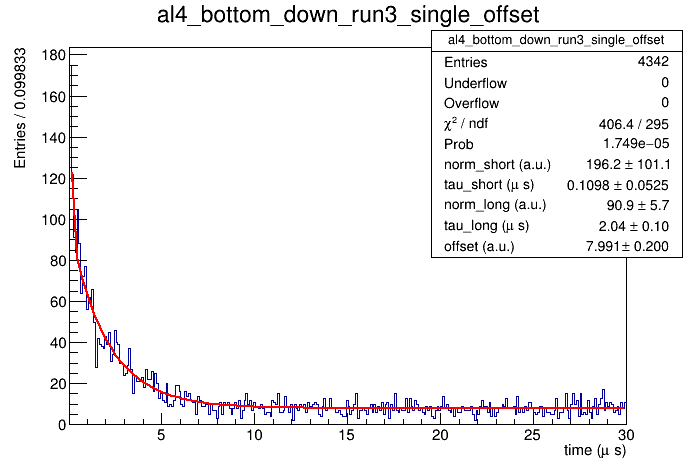 al4_bottom_down_run3_single_offset
al4_bottom_down_run3_single_offset
Entries 4342
Underflow 0
Overflow 0
χ² / ndf 406.4 / 295
Prob 1.749e−05
norm_short (a.u.) 196.2 ± 101.1
tau_short (μ s) 0.1098 ± 0.0525
norm_long (a.u.) 90.9 ± 5.7
tau_long (μ s) 2.04 ± 0.10
offset (a.u.) 7.991± 0.200
Entries / 0.099833
180
160
140
120
100
80
60
40
20
0
5 10 15 20 25 30
time (μ s)